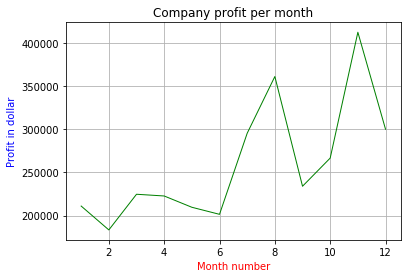 Company profit per month
400000
350000
300000
250000
200000
Profit in dollar
2 4 6 8 10 12
Month number